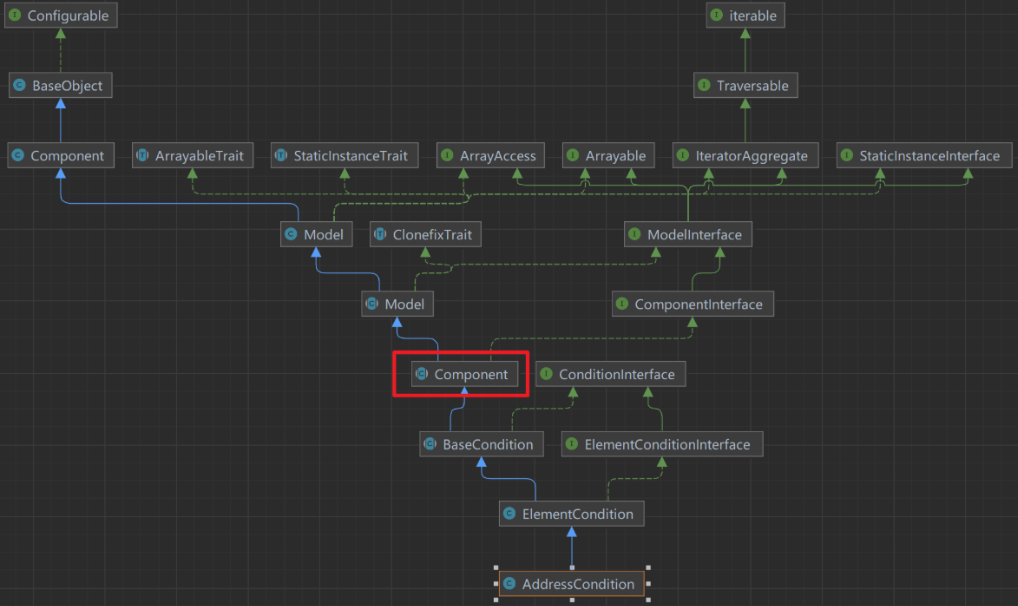 Configurable
iterable
BaseObject
Traversable
Component
ArrayableTrait
StaticInstanceTrait
ArrayAccess
Arrayable
IteratorAggregate
StaticInstanceInterface
Model
ClonefixTrait
ModelInterface
Model
ComponentInterface
Component
ConditionInterface
BaseCondition
ElementConditionInterface
ElementCondition
AddressCondition